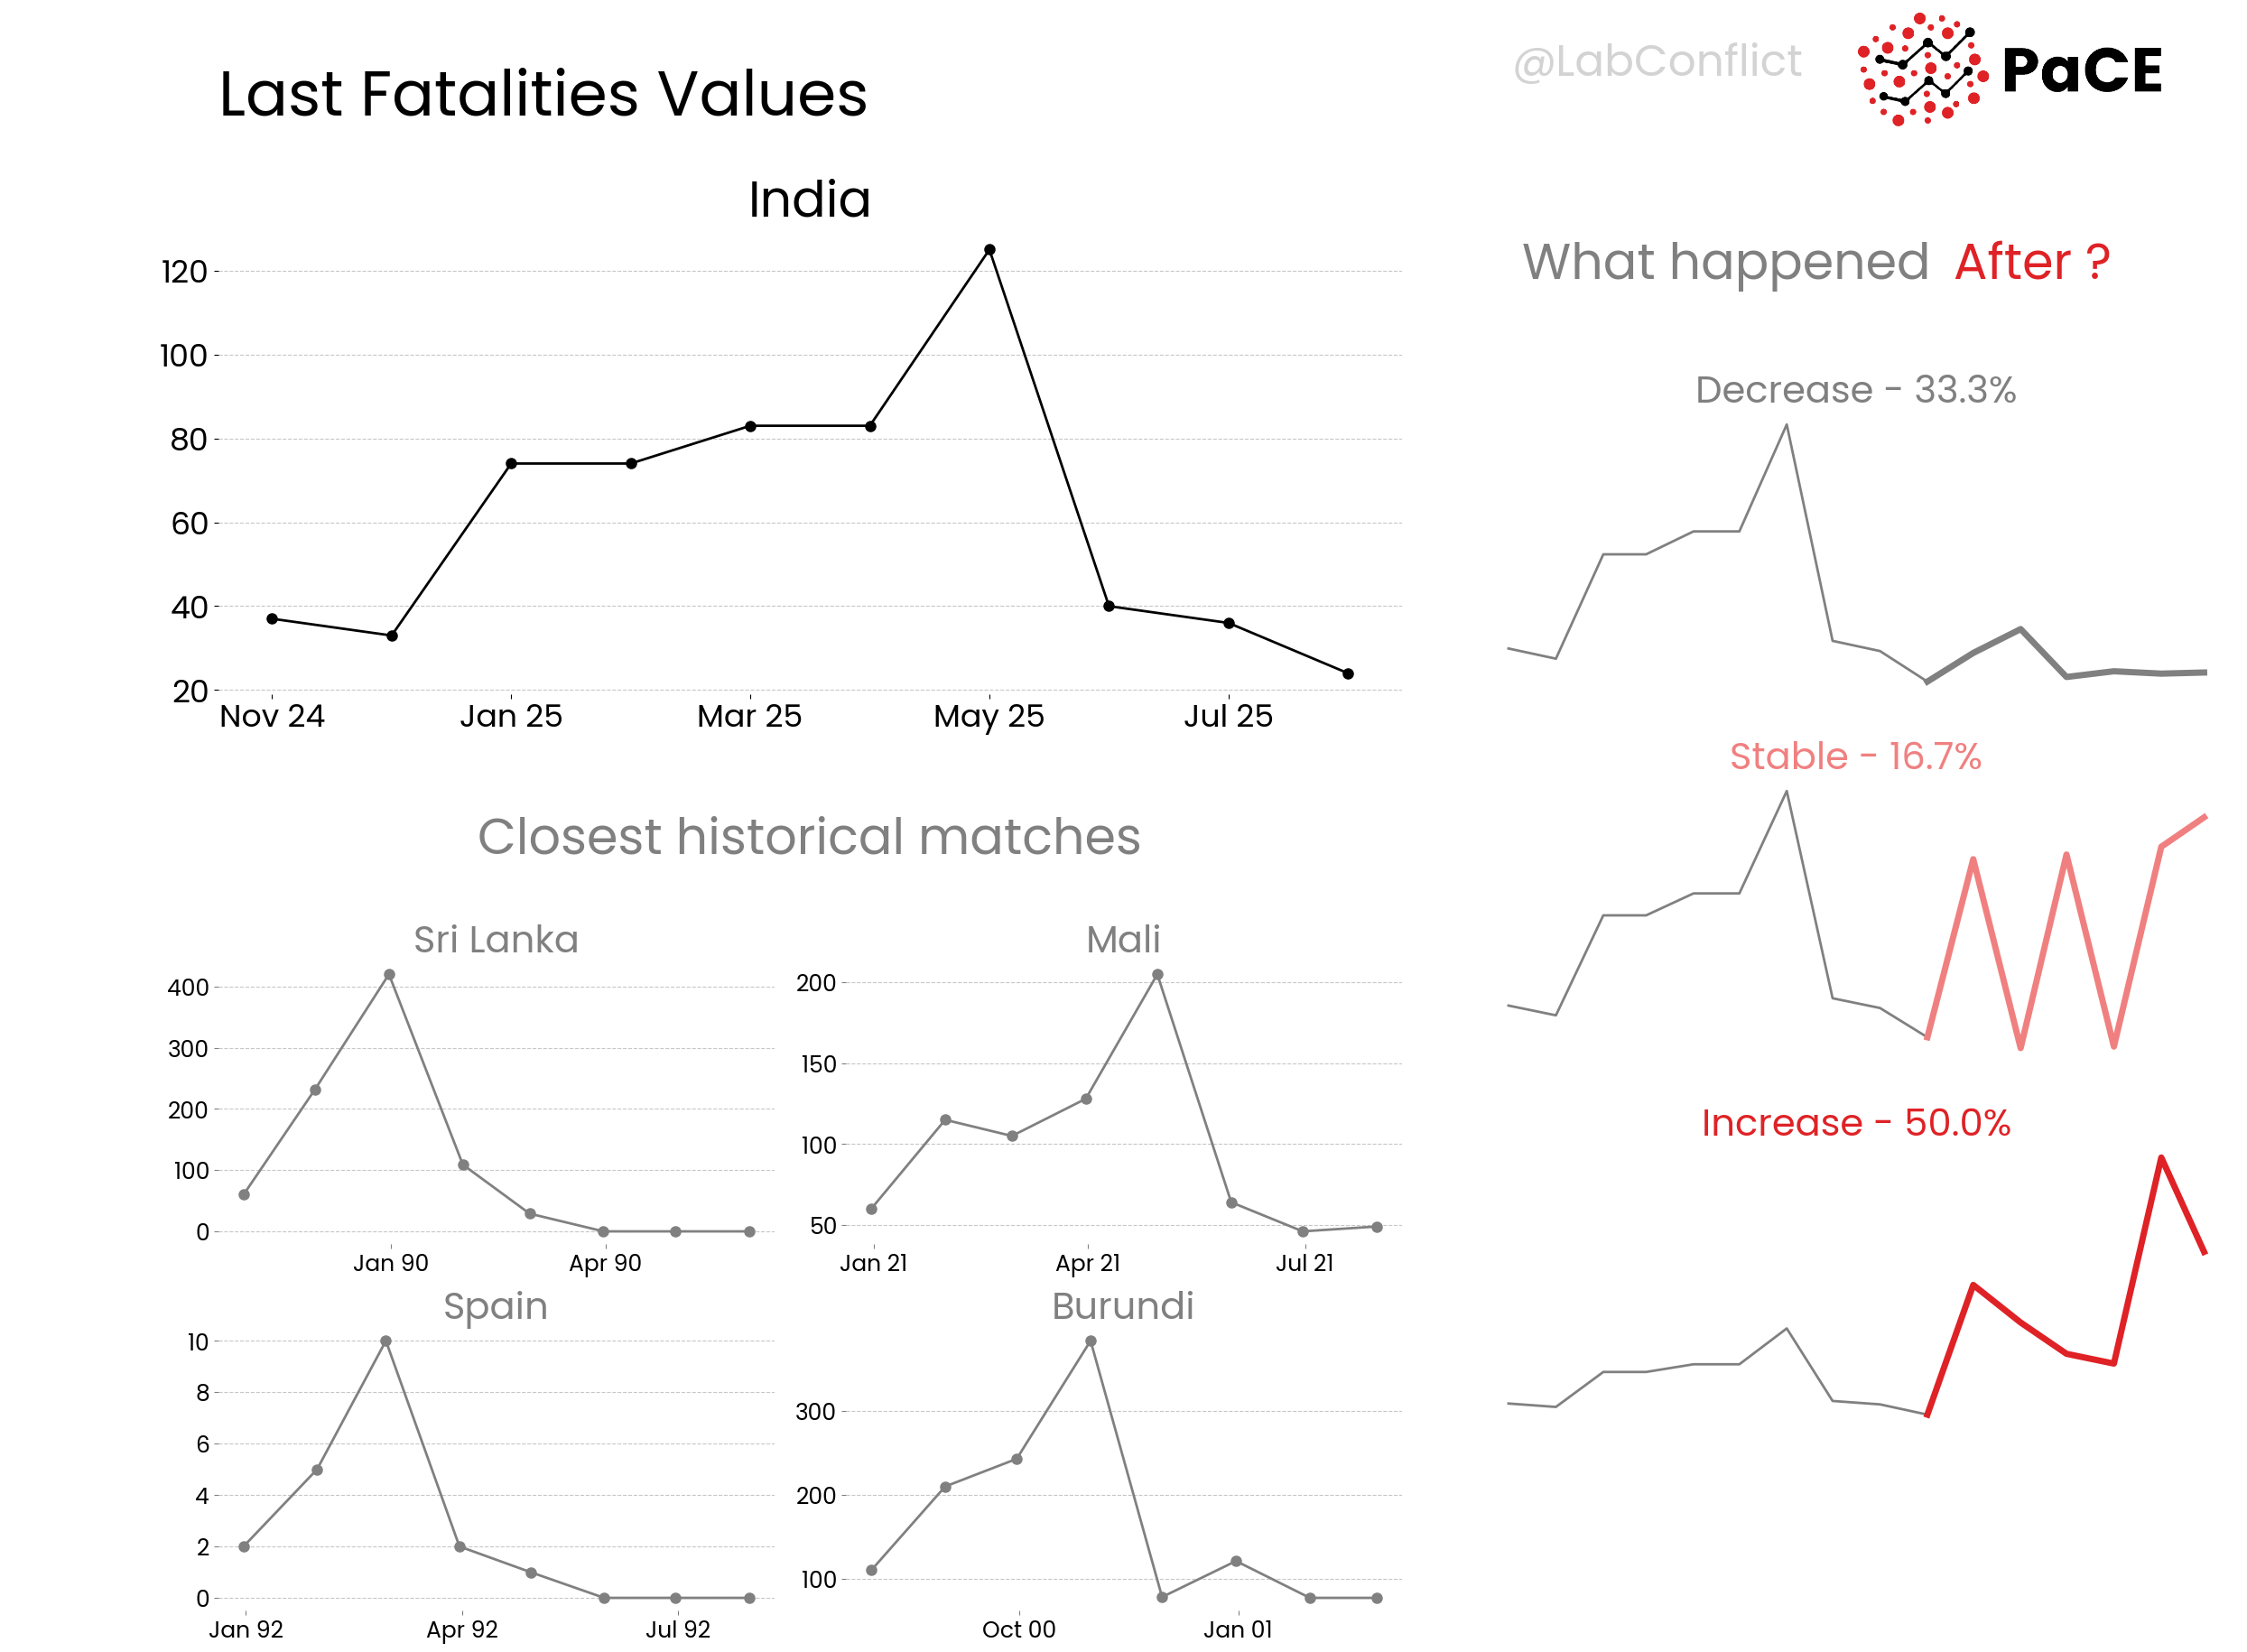 @LabConflict
PaCE
Last Fatalities Values
India
120
100
80
60
40
20
Nov 24 Jan 25 Mar 25 May 25 Jul 25
What happened After ?
Decrease - 33.3%
Stable - 16.7%
Increase - 50.0%
Closest historical matches
Sri Lanka
400
300
200
100
0
Jan 90 Apr 90
Mali
200
150
100
50
Jan 21 Apr 21 Jul 21
Spain
10
8
6
4
2
0
Jan 92 Apr 92 Jul 92
Burundi
300
200
100
Oct 00 Jan 01